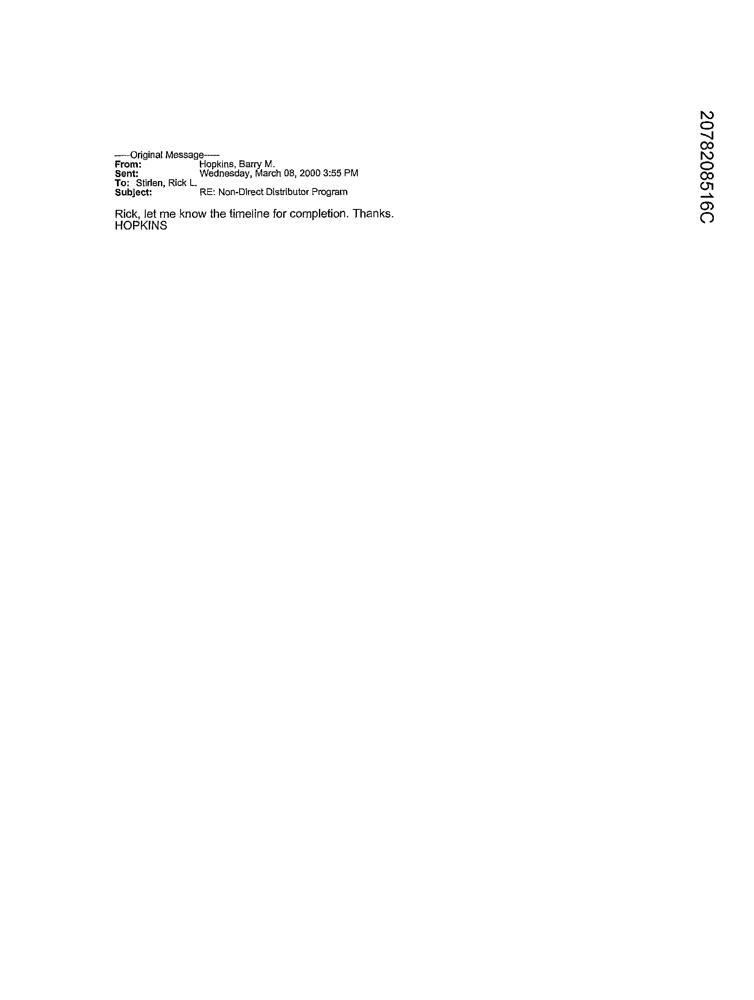 -----Original Message-----
From: Hopkins, Barry M.
Sent: Wednesday, March 08, 2000 3:55 PM
To: Stirlen, Rick L.
Subject: RE: Non-Direct Distributor Program
Rick, let me know the timeline for completion. Thanks.
HOPKINS
2078208516C